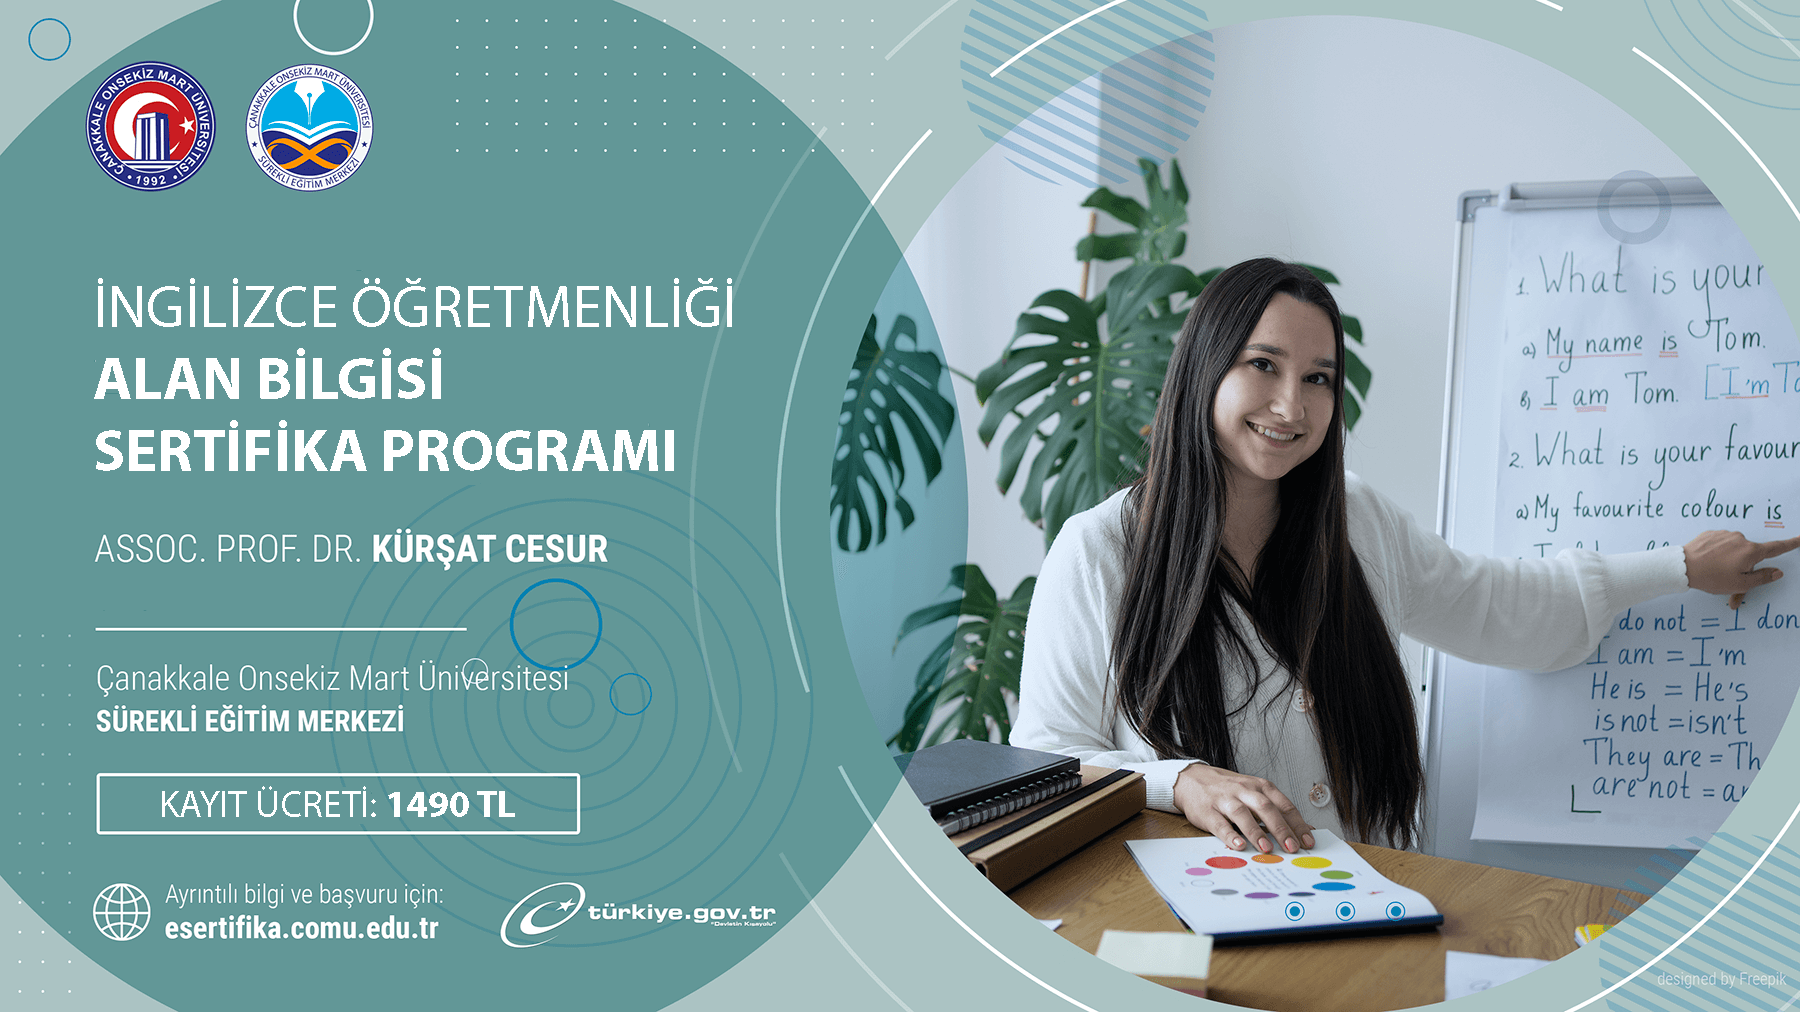 ÇANAKKALE ONSEKİZ MART ÜNİVERSİTESİ
1992
ÇANAKKALE ONSEKİZ MART ÜNİVERSİTESİ
SÜREKLİ EĞİTİM MERKEZİ
İNGİLİZCE ÖĞRETMENLİĞİ
ALAN BİLGİSİ
SERTİFİKA PROGRAMI
ASSOC. PROF. DR. KÜRŞAT CESUR
Çanakkale Onsekiz Mart Üniversitesi
SÜREKLİ EĞİTİM MERKEZİ
KAYIT ÜCRETİ: 1490 TL
Ayrıntılı bilgi ve başvuru için:
esertifika.comu.edu.tr
türkiye.gov.tr
"Devletin Kısayolu"
1. What is your
a) My name is Tom.
b) I am Tom. [I'm To
2. What is your favour
a) My favourite colour is
do not = I don
I am = I'm
He is = He's
is not = isn't
They are = Th
are not = a
designed by Freepik